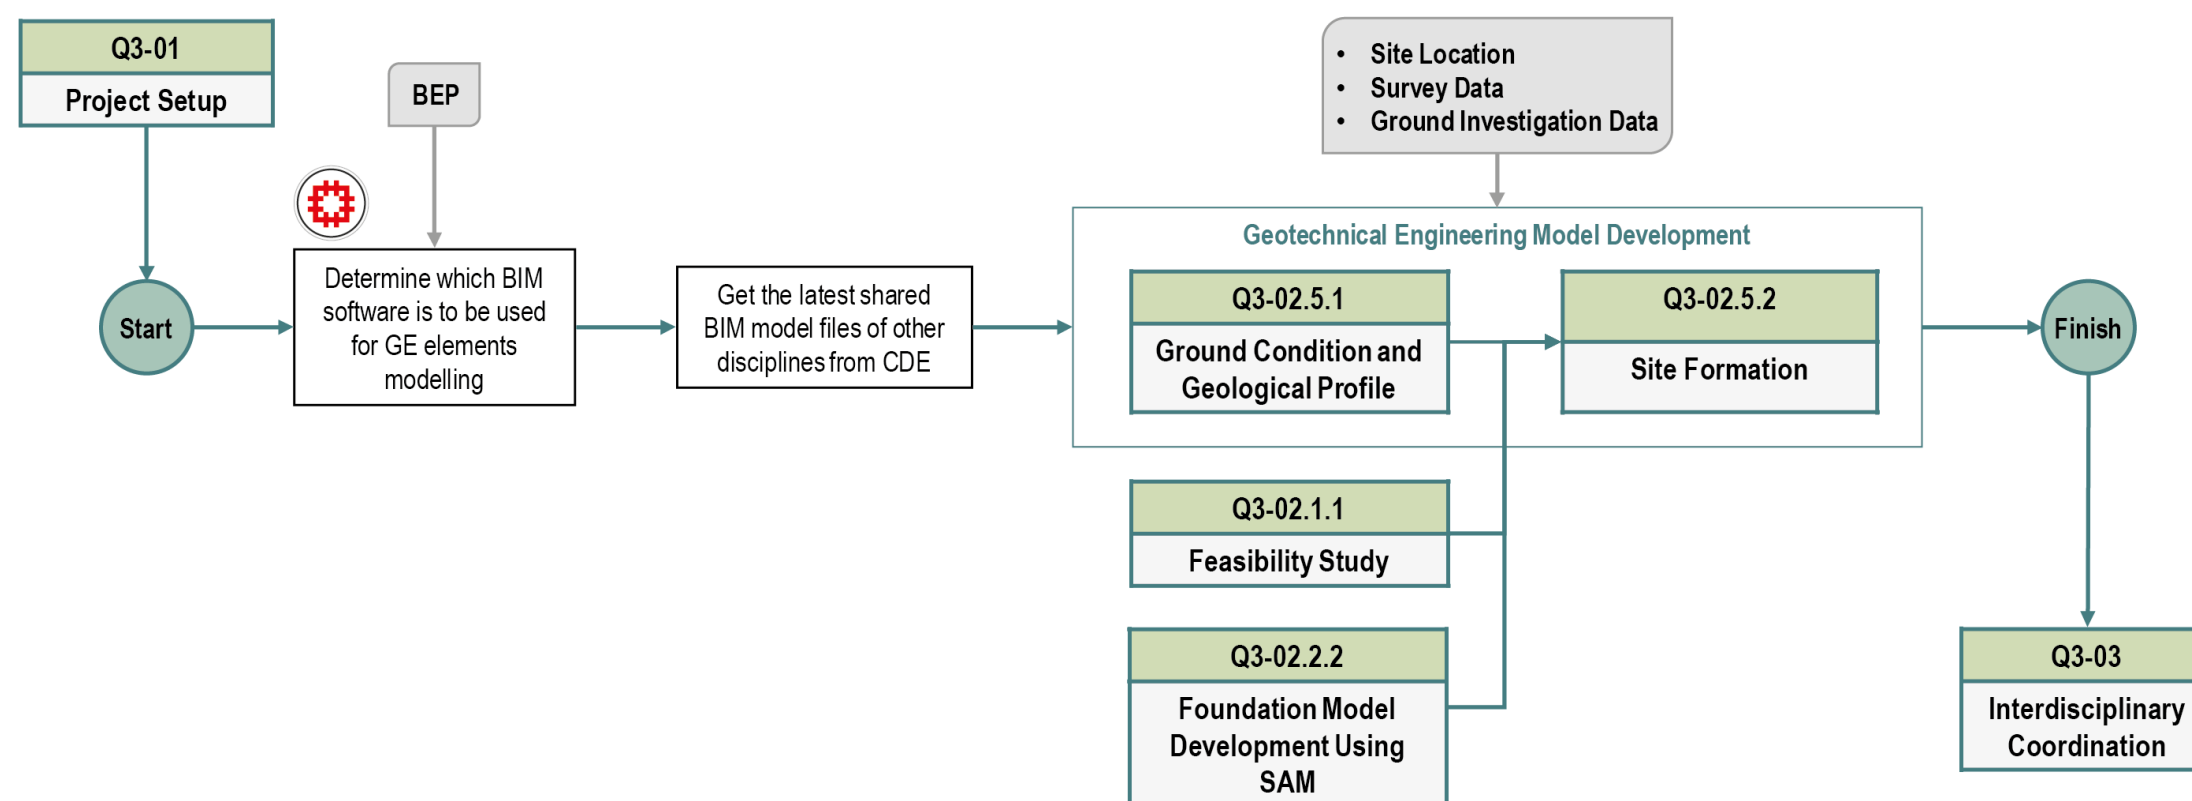 Q3-01
Project Setup
BEP
• Site Location
• Survey Data
• Ground Investigation Data
Start
Determine which BIM
software is to be used
for GE elements
modelling
Get the latest shared
BIM model files of other
disciplines from CDE
Geotechnical Engineering Model Development
Q3-02.5.1
Ground Condition and
Geological Profile
Q3-02.5.2
Site Formation
Finish
Q3-02.1.1
Feasibility Study
Q3-02.2.2
Foundation Model
Development Using
SAM
Q3-03
Interdisciplinary
Coordination